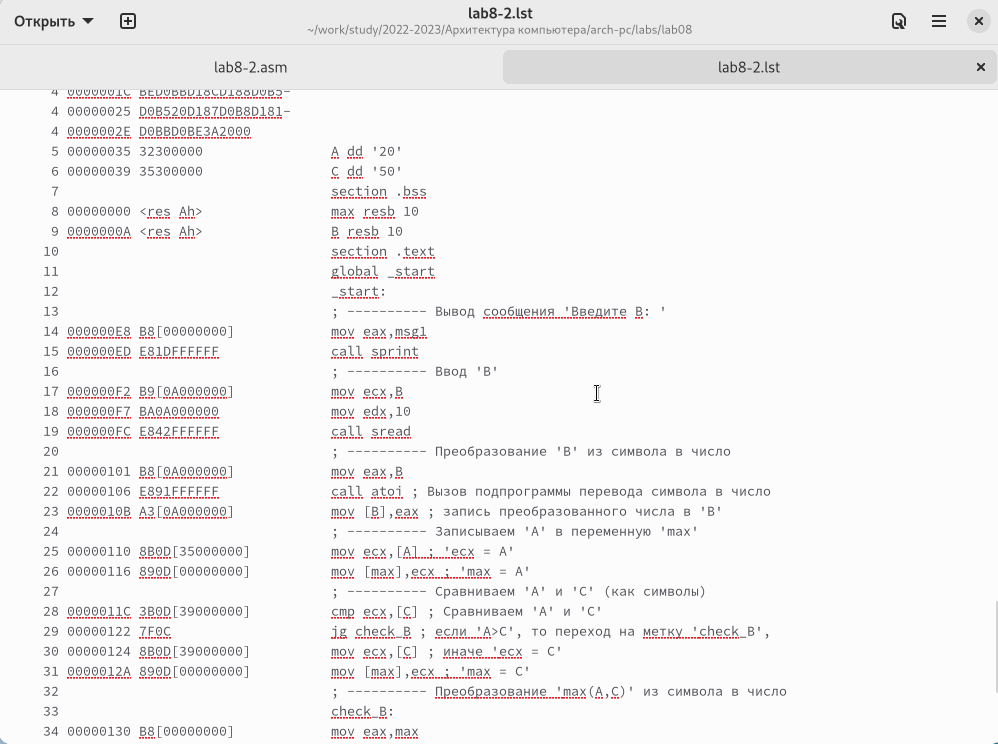 Открыть
lab8-2.lst
~/work/study/2022-2023/Архитектура компьютера/arch-pc/labs/lab08
lab8-2.asm
lab8-2.lst
4 0000001C BED0BBD18CD188D0B5-
4 00000025 D0B520D187D0B8D181-
4 0000002E D0BBD0BE3A2000
5 00000035 32300000 A dd '20'
6 00000039 35300000 C dd '50'
7 section .bss
8 00000000 <res Ah> max resb 10
9 0000000A <res Ah> B resb 10
10 section .text
11 global _start
12 _start:
13 ; ---------- Вывод сообщения 'Введите B: '
14 000000E8 B8[00000000] mov eax,msg1
15 000000ED E81DFFFFFF call sprint
16 ; ---------- Ввод 'B'
17 000000F2 B9[0A000000] mov ecx,B
18 000000F7 BA0A000000 mov edx,10
19 000000FC E842FFFFFF call sread
20 ; ---------- Преобразование 'B' из символа в число
21 00000101 B8[0A000000] mov eax,B
22 00000106 E891FFFFFF call atoi ; Вызов подпрограммы перевода символа в число
23 0000010B A3[0A000000] mov [B],eax ; запись преобразованного числа в 'B'
24 ; ---------- Записываем 'A' в переменную 'max'
25 00000110 8B0D[35000000] mov ecx,[A] ; 'ecx = A'
26 00000116 890D[00000000] mov [max],ecx ; 'max = A'
27 ; ---------- Сравниваем 'A' и 'C' (как символы)
28 0000011C 3B0D[39000000] cmp ecx,[C] ; Сравниваем 'A' и 'C'
29 00000122 7F0C jg check_B ; если 'A>C', то переход на метку 'check_B',
30 00000124 8B0D[39000000] mov ecx,[C] ; иначе 'ecx = C'
31 0000012A 890D[00000000] mov [max],ecx ; 'max = C'
32 ; ---------- Преобразование 'max(A,C)' из символа в число
33 check_B:
34 00000130 B8[00000000] mov eax,max